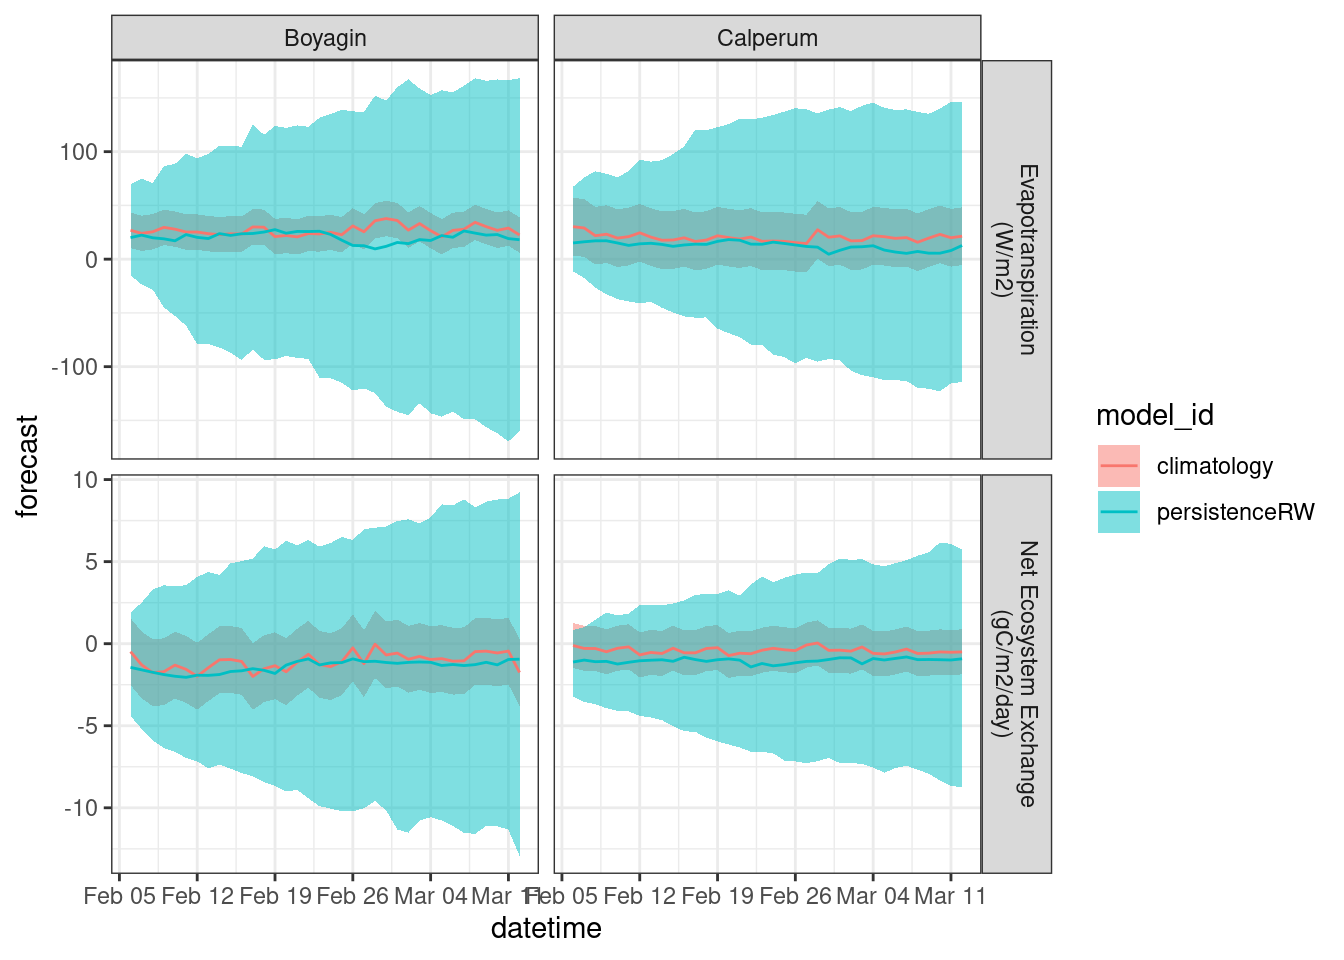 Boyagin
Calperum
100
0
-100
Evapotranspiration
(W/m2)
10
5
0
-5
-10
Net Ecosystem Exchange
(gC/m2/day)
forecast
Feb 05 Feb 12 Feb 19 Feb 26 Mar 04 Mar 11
Feb 05 Feb 12 Feb 19 Feb 26 Mar 04 Mar 11
datetime
model_id
climatology
persistenceRW